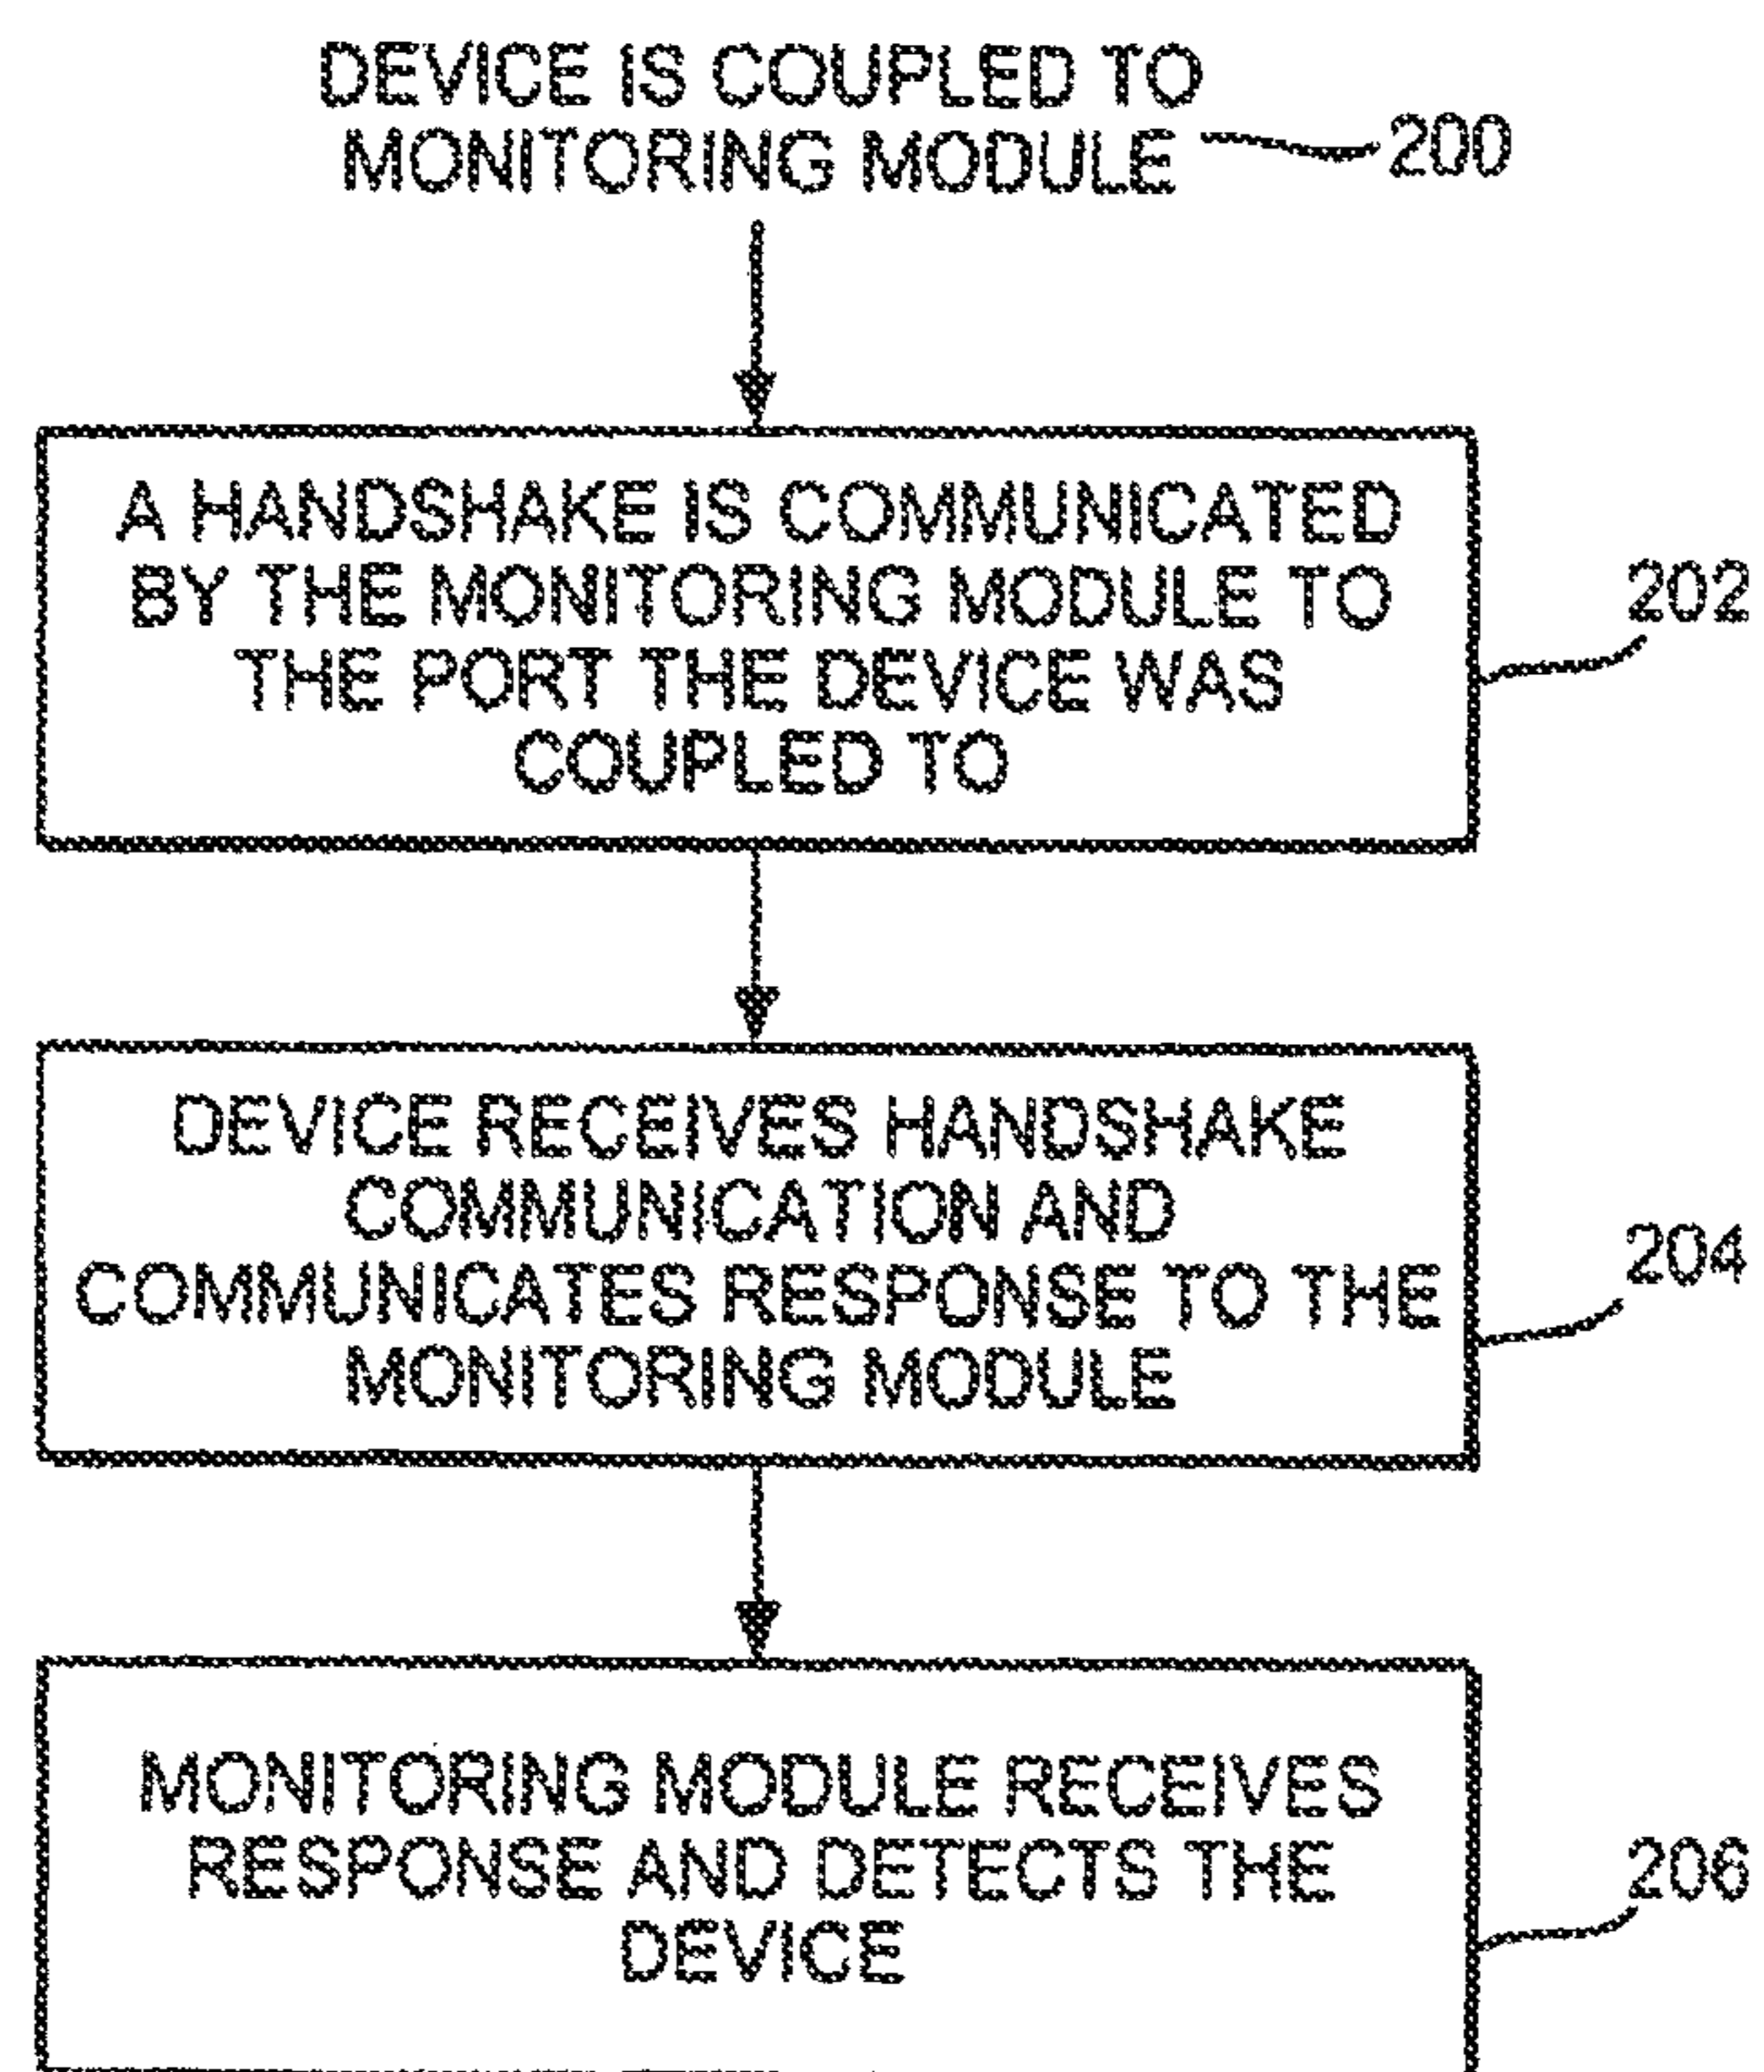 DEVICE IS COUPLED TO
MONITORING MODULE
200
A HANDSHAKE IS COMMUNICATED
BY THE MONITORING MODULE TO
THE PORT THE DEVICE WAS
COUPLED TO
202
DEVICE RECEIVES HANDSHAKE
COMMUNICATION AND
COMMUNICATES RESPONSE TO THE
MONITORING MODULE
204
MONITORING MODULE RECEIVES
RESPONSE AND DETECTS THE
DEVICE
206